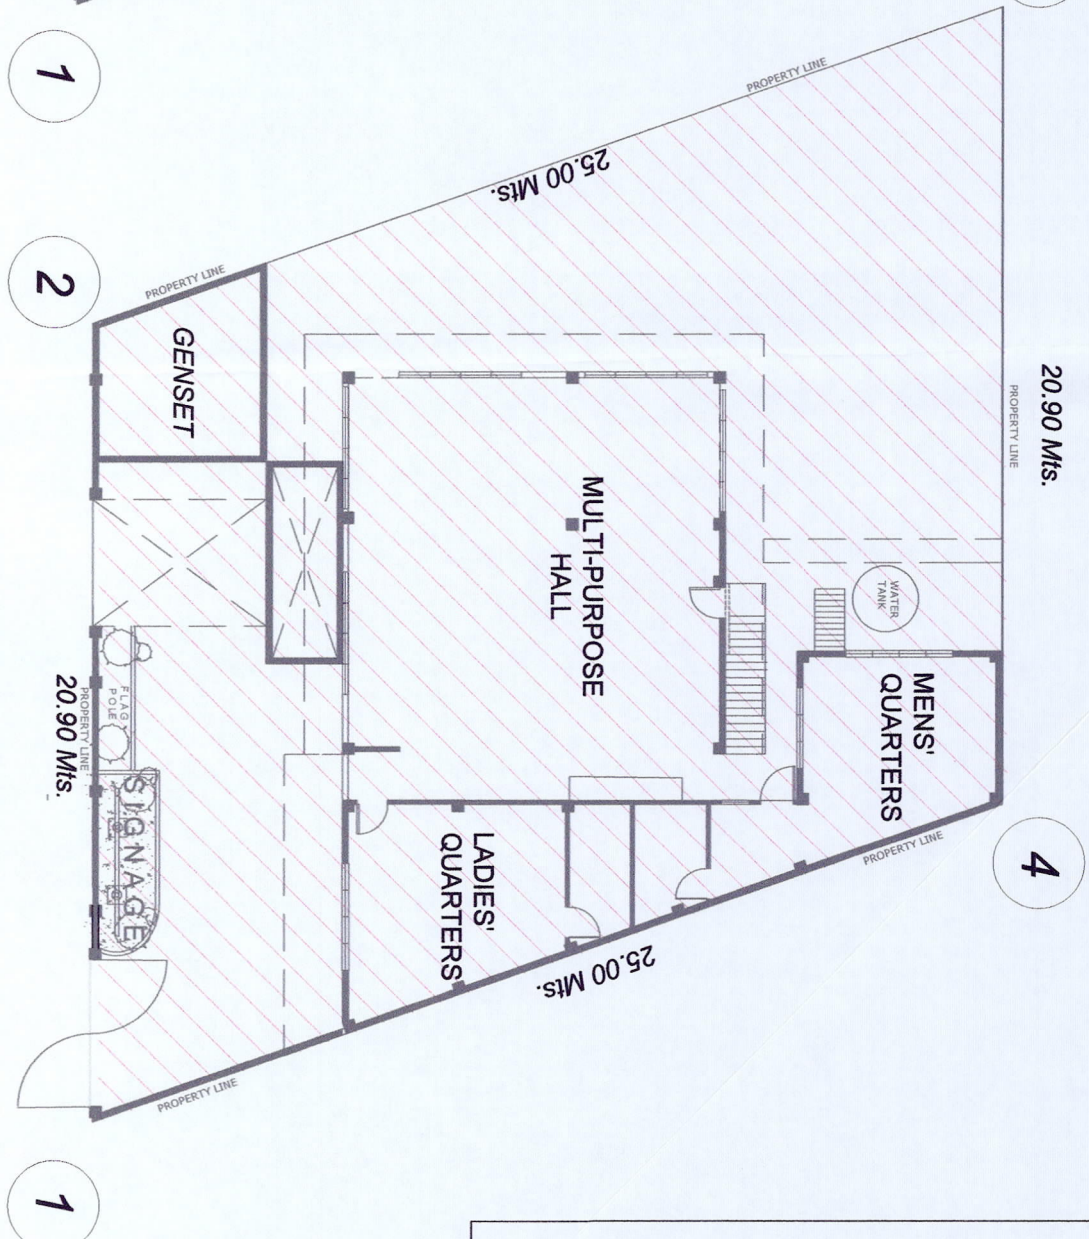 1
PROPERTY LINE
25.00 Mts.
2
PROPERTY LINE
GENSET
20.90 Mts.
PROPERTY LINE
MULTI-PURPOSE
HALL
WATER
TANK
MENS'
QUARTERS
FLAG
POLE
PROPERTY LINE
20.90 Mts.
SIGNAGE
LADIES'
QUARTERS
PROPERTY LINE
4
25.00 Mts.
PROPERTY LINE
1